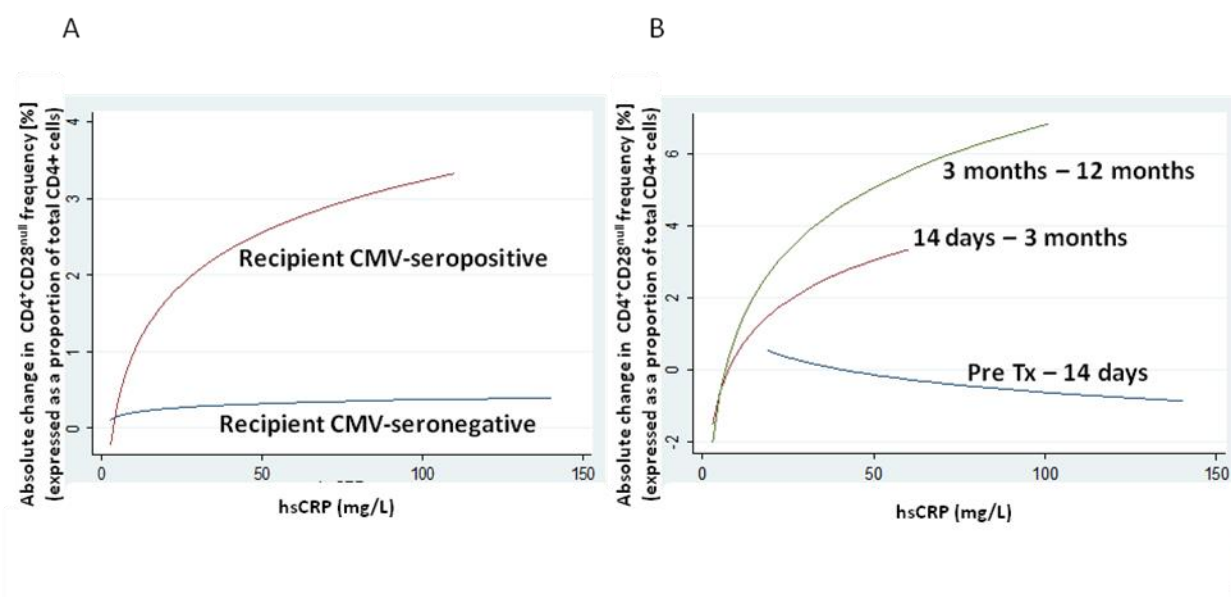 A
B
Absolute change in CD4⁺CD28ⁿᵘˡˡ frequency [%]
(expressed as a proportion of total CD4+ cells)
4
3
2
1
0
Recipient CMV-seropositive
Recipient CMV-seronegative
0
50
100
150
hsCRP (mg/L)
Absolute change in CD4⁺CD28ⁿᵘˡˡ frequency [%]
(expressed as a proportion of total CD4+ cells)
6
4
2
0
-2
3 months – 12 months
14 days – 3 months
Pre Tx – 14 days
0
50
100
150
hsCRP (mg/L)